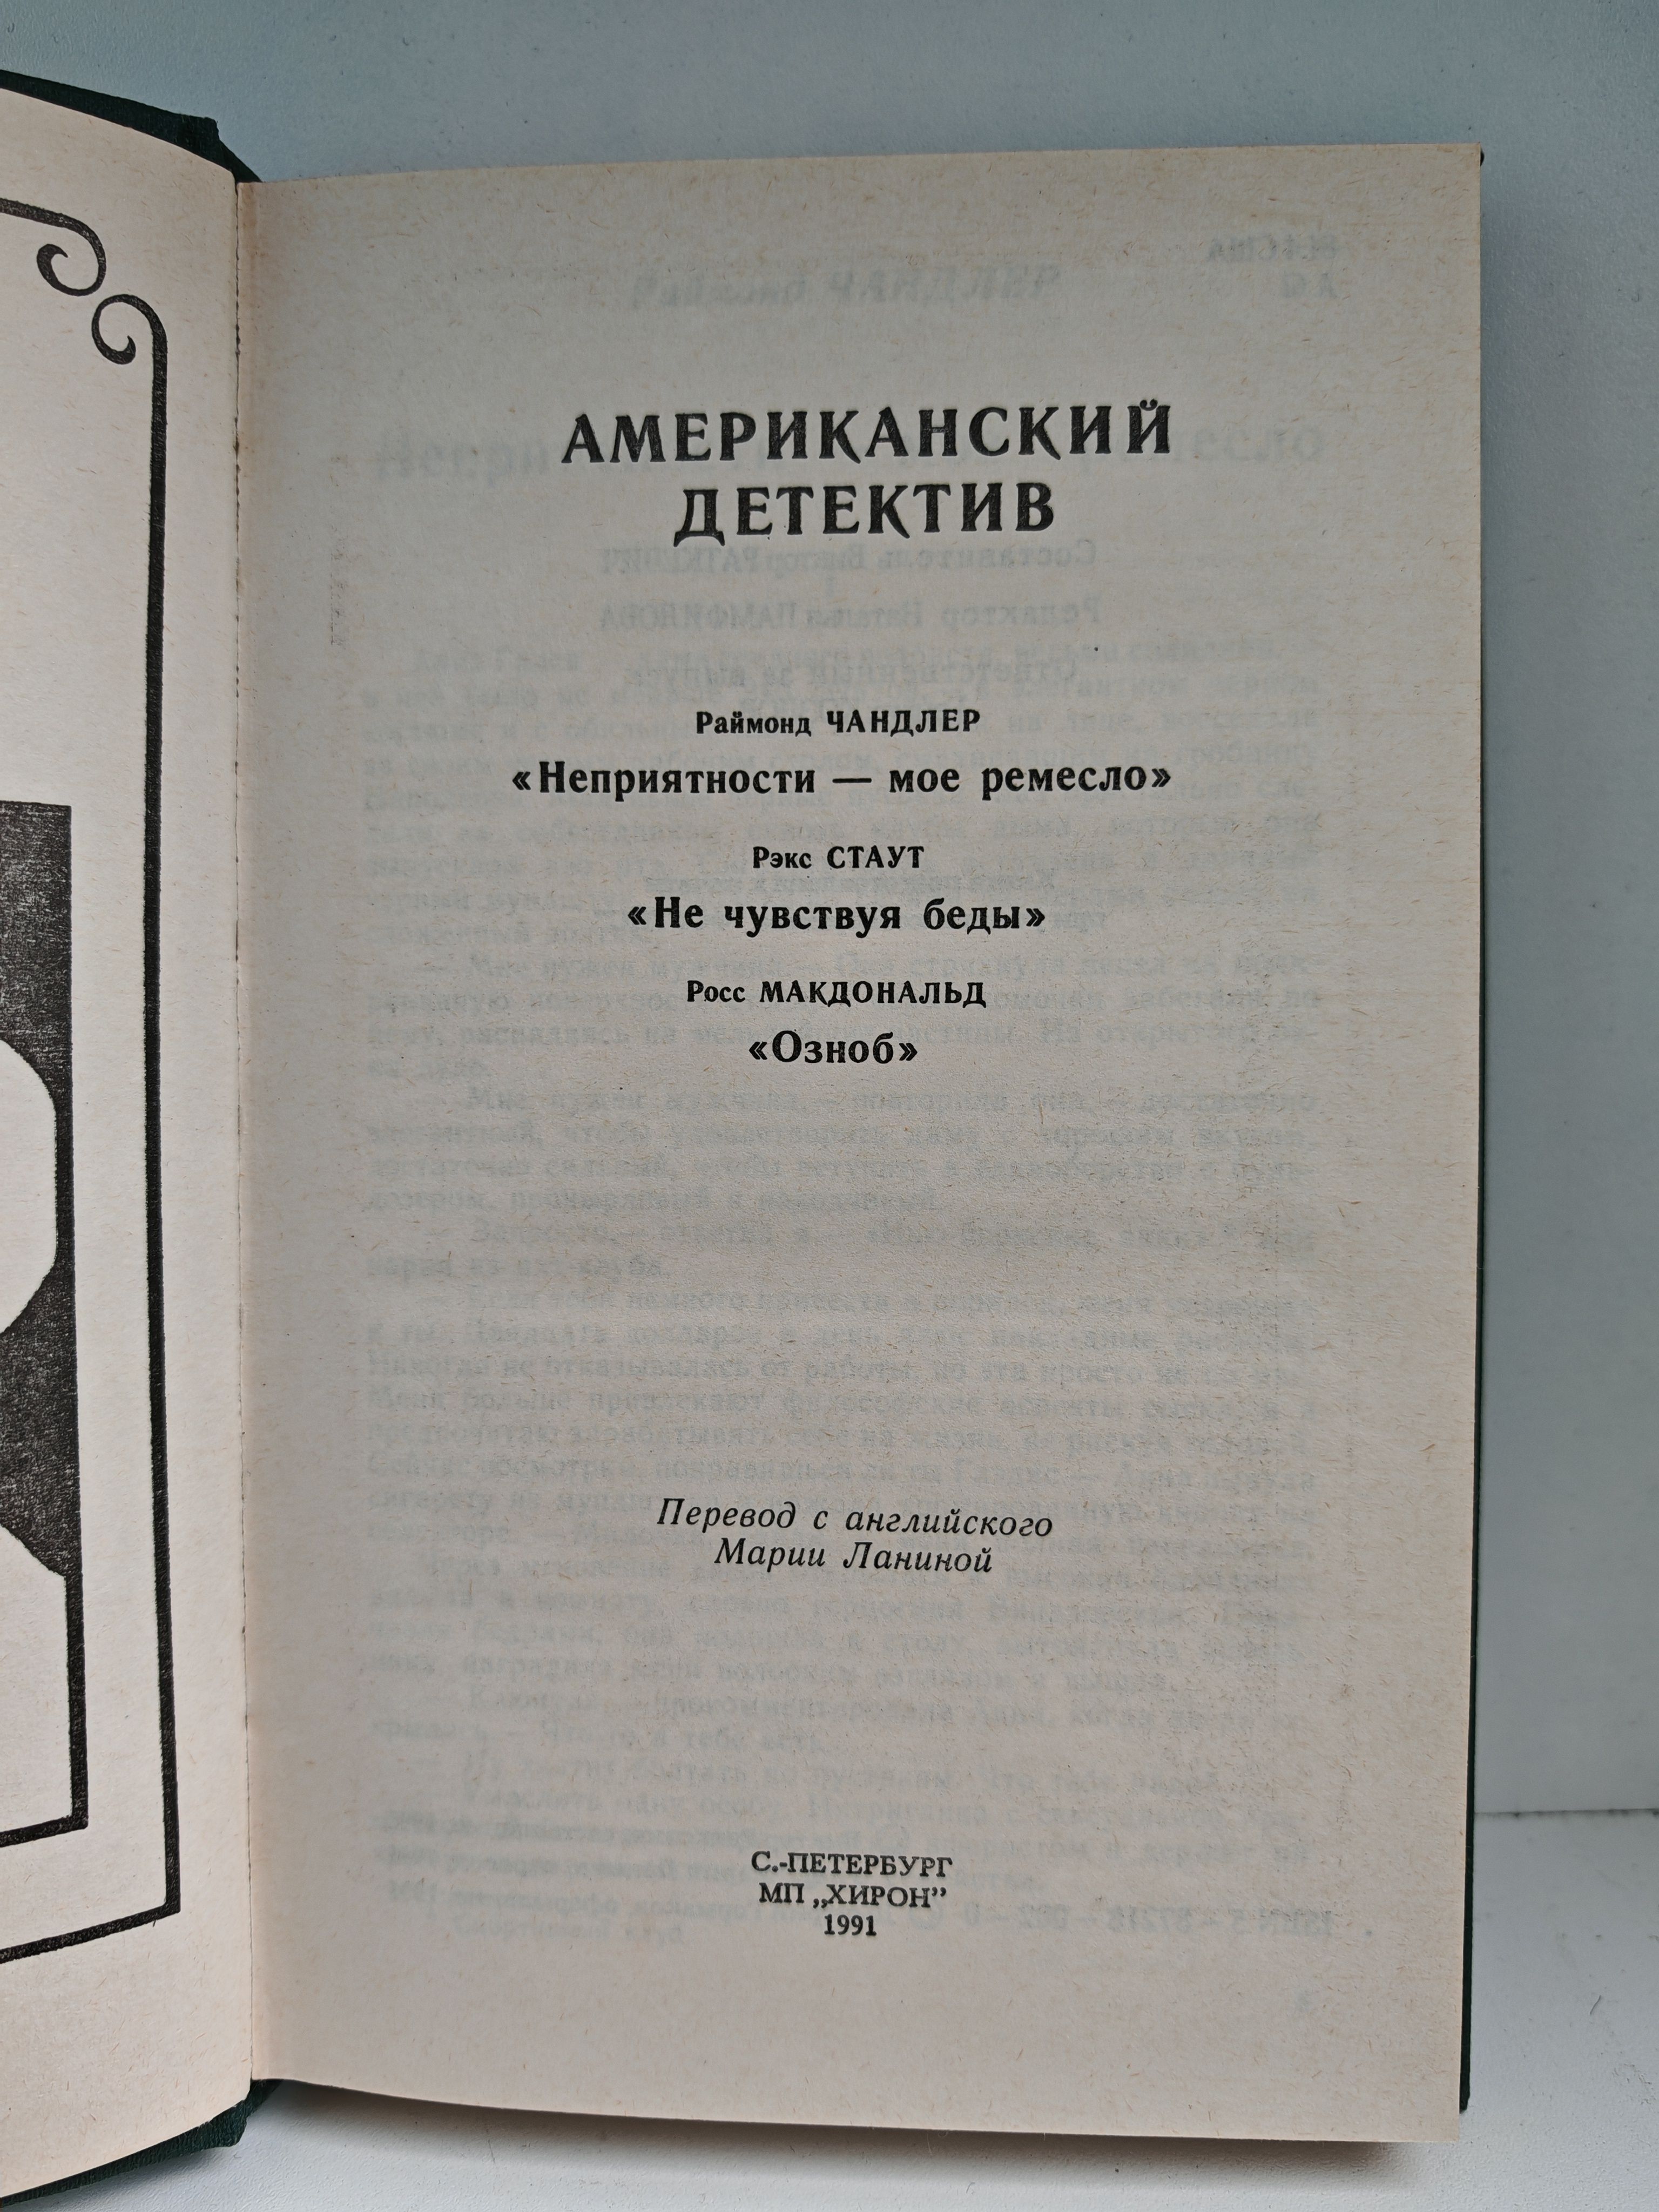 АМЕРИКАНСКИЙ
ДЕТЕКТИВ
Раймонд ЧАНДЛЕР
«Неприятности — мое ремесло»
Рэкс СТАУТ
«Не чувствуя беды»
Росс МАКДОНАЛЬД
«Озноб»
Перевод с английского
Марии Ланиной
С.-ПЕТЕРБУРГ
МП „ХИРОН”
1991